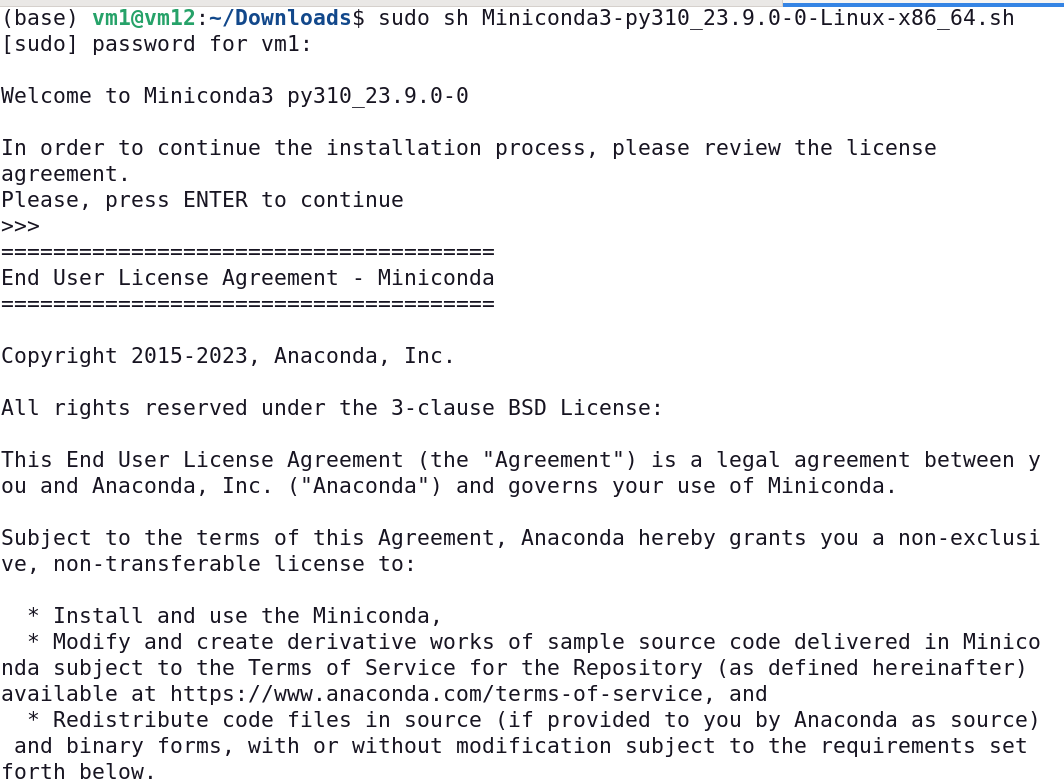 (base) vm1@vm12:~/Downloads$ sudo sh Miniconda3-py310_23.9.0-0-Linux-x86_64.sh
[sudo] password for vm1:
Welcome to Miniconda3 py310_23.9.0-0
In order to continue the installation process, please review the license
agreement.
Please, press ENTER to continue
>>>
======================================
End User License Agreement - Miniconda
======================================
Copyright 2015-2023, Anaconda, Inc.
All rights reserved under the 3-clause BSD License:
This End User License Agreement (the "Agreement") is a legal agreement between y
ou and Anaconda, Inc. ("Anaconda") and governs your use of Miniconda.
Subject to the terms of this Agreement, Anaconda hereby grants you a non-exclusi
ve, non-transferable license to:
  * Install and use the Miniconda,
  * Modify and create derivative works of sample source code delivered in Minico
nda subject to the Terms of Service for the Repository (as defined hereinafter)
available at https://www.anaconda.com/terms-of-service, and
  * Redistribute code files in source (if provided to you by Anaconda as source)
 and binary forms, with or without modification subject to the requirements set
forth below.